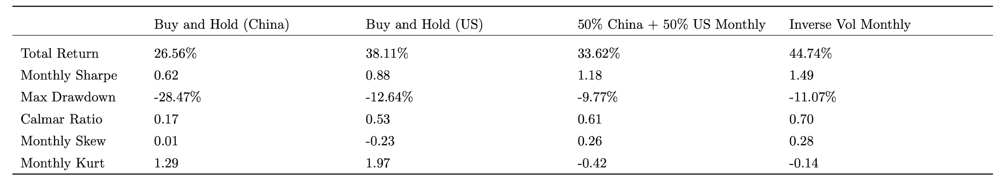 Buy and Hold (China) Buy and Hold (US) 50% China + 50% US Monthly Inverse Vol Monthly
Total Return 26.56% 38.11% 33.62% 44.74%
Monthly Sharpe 0.62 0.88 1.18 1.49
Max Drawdown -28.47% -12.64% -9.77% -11.07%
Calmar Ratio 0.17 0.53 0.61 0.70
Monthly Skew 0.01 -0.23 0.26 0.28
Monthly Kurt 1.29 1.97 -0.42 -0.14